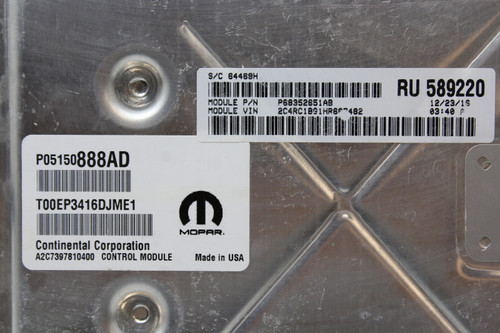 S/C 64469H
MODULE P/N P68352651AB
MODULE VIN
RU 589220
12/23/16
03:40
P05150888AD
T00EP3416DJME1
MOPAR
Continental Corporation
A2C7397810400 CONTROL MODULE
Made in USA